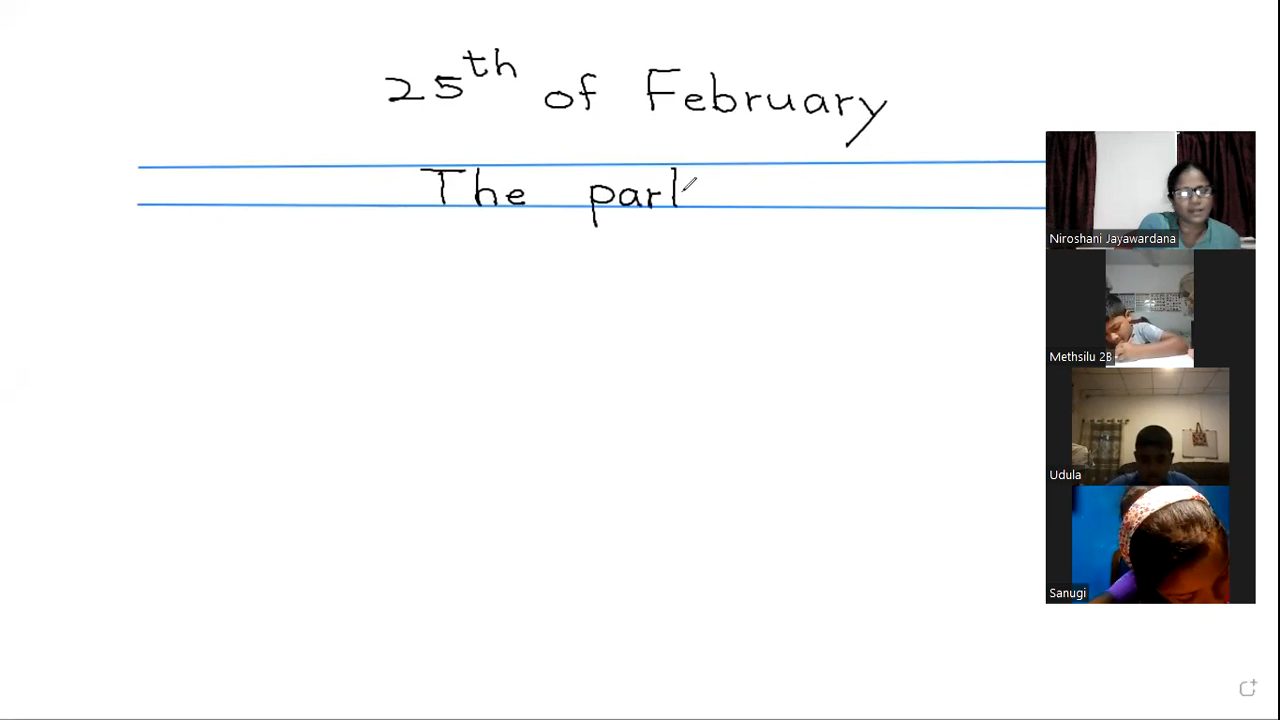 25th of February
The parl
Niroshani Jayawardana
Methsilu 2B
Udula
Sanugi